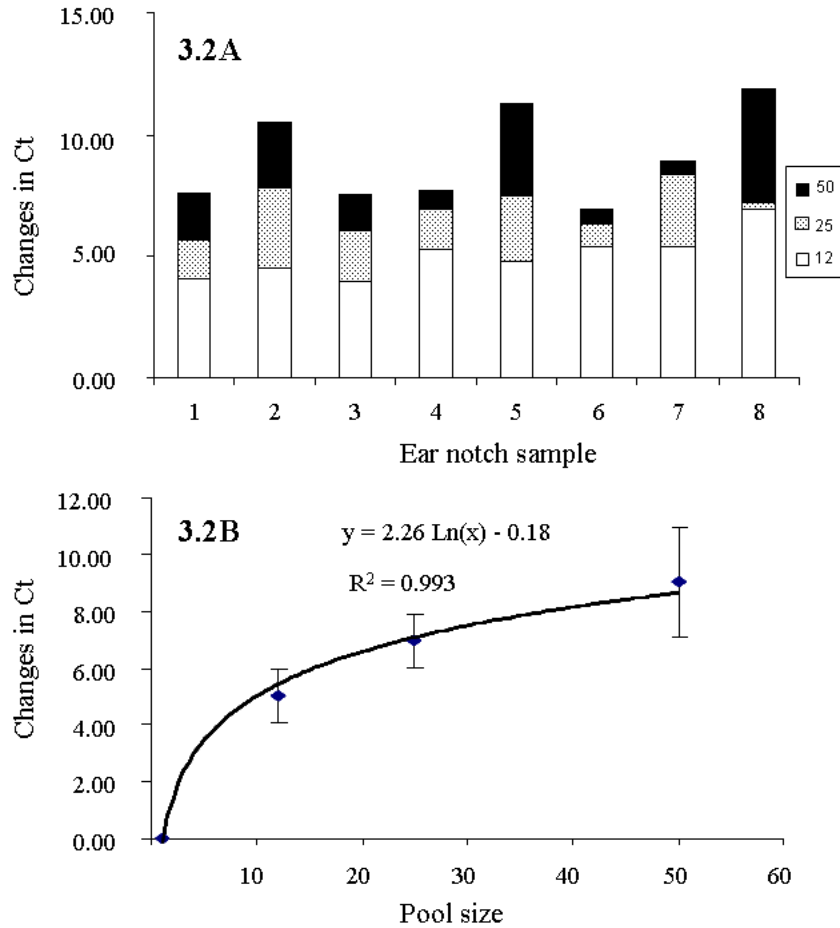 15.00
3.2A
10.00
5.00
0.00
Changes in Ct
50
25
12
1 2 3 4 5 6 7 8
Ear notch sample
12.00
3.2B
y = 2.26 Ln(x) - 0.18
10.00
R² = 0.993
8.00
6.00
4.00
2.00
0.00
Changes in Ct
10 20 30 40 50 60
Pool size